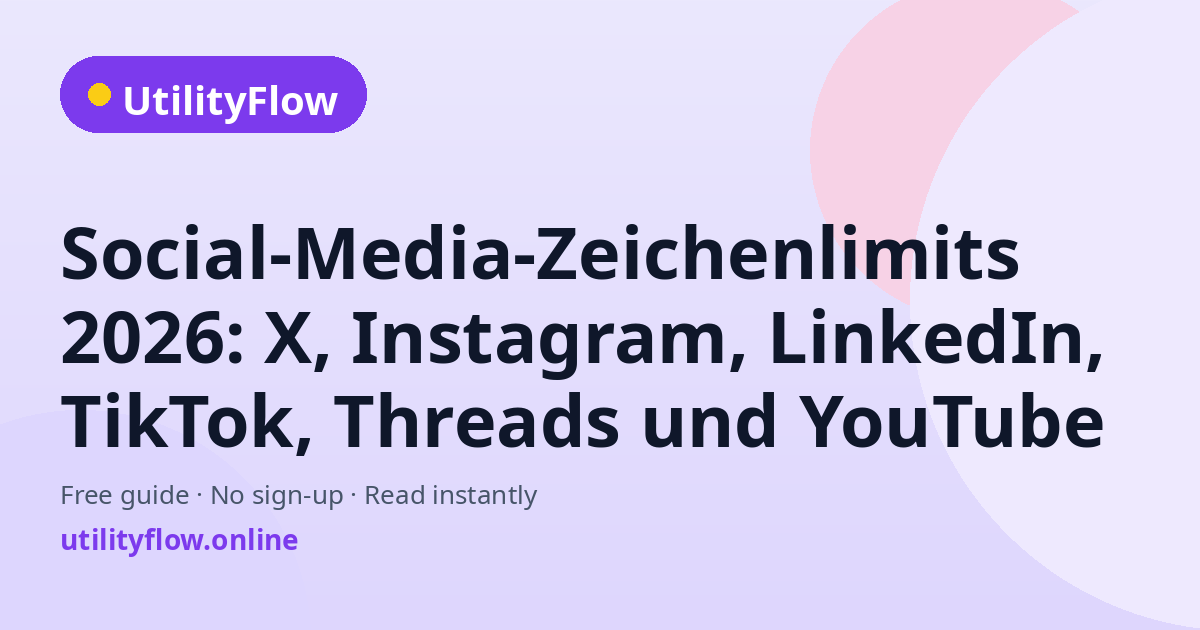 UtilityFlow
Social-Media-Zeichenlimits
2026: X, Instagram, LinkedIn,
TikTok, Threads und YouTube
Free guide · No sign-up · Read instantly
utilityflow.online